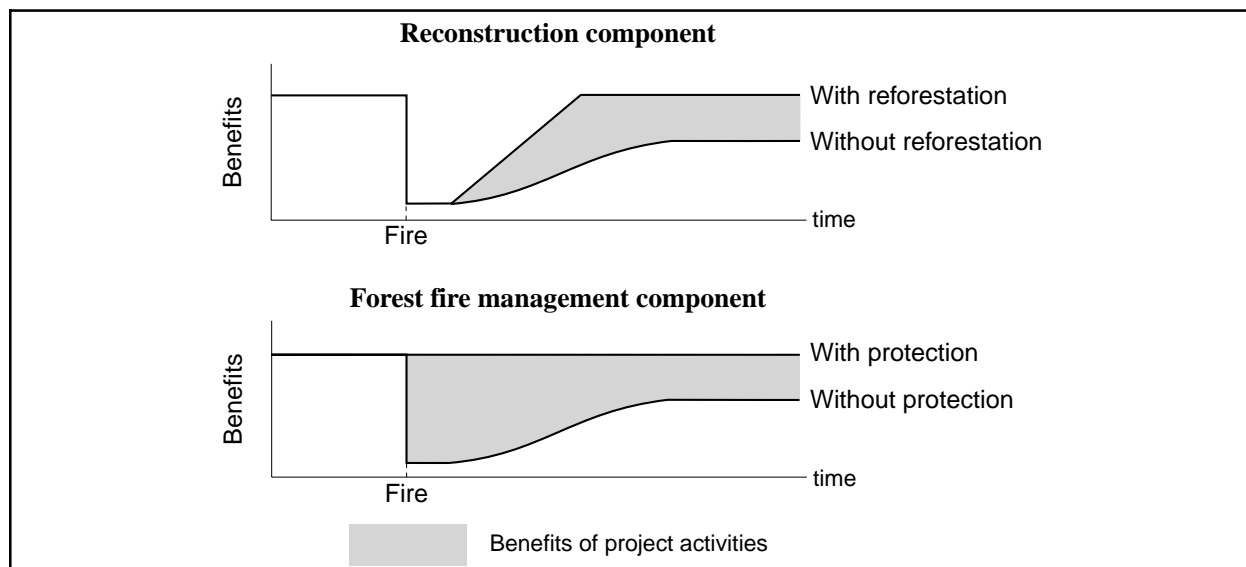 Reconstruction component
Benefits
With reforestation
Without reforestation
time
Fire
Forest fire management component
Benefits
With protection
Without protection
time
Fire
Benefits of project activities